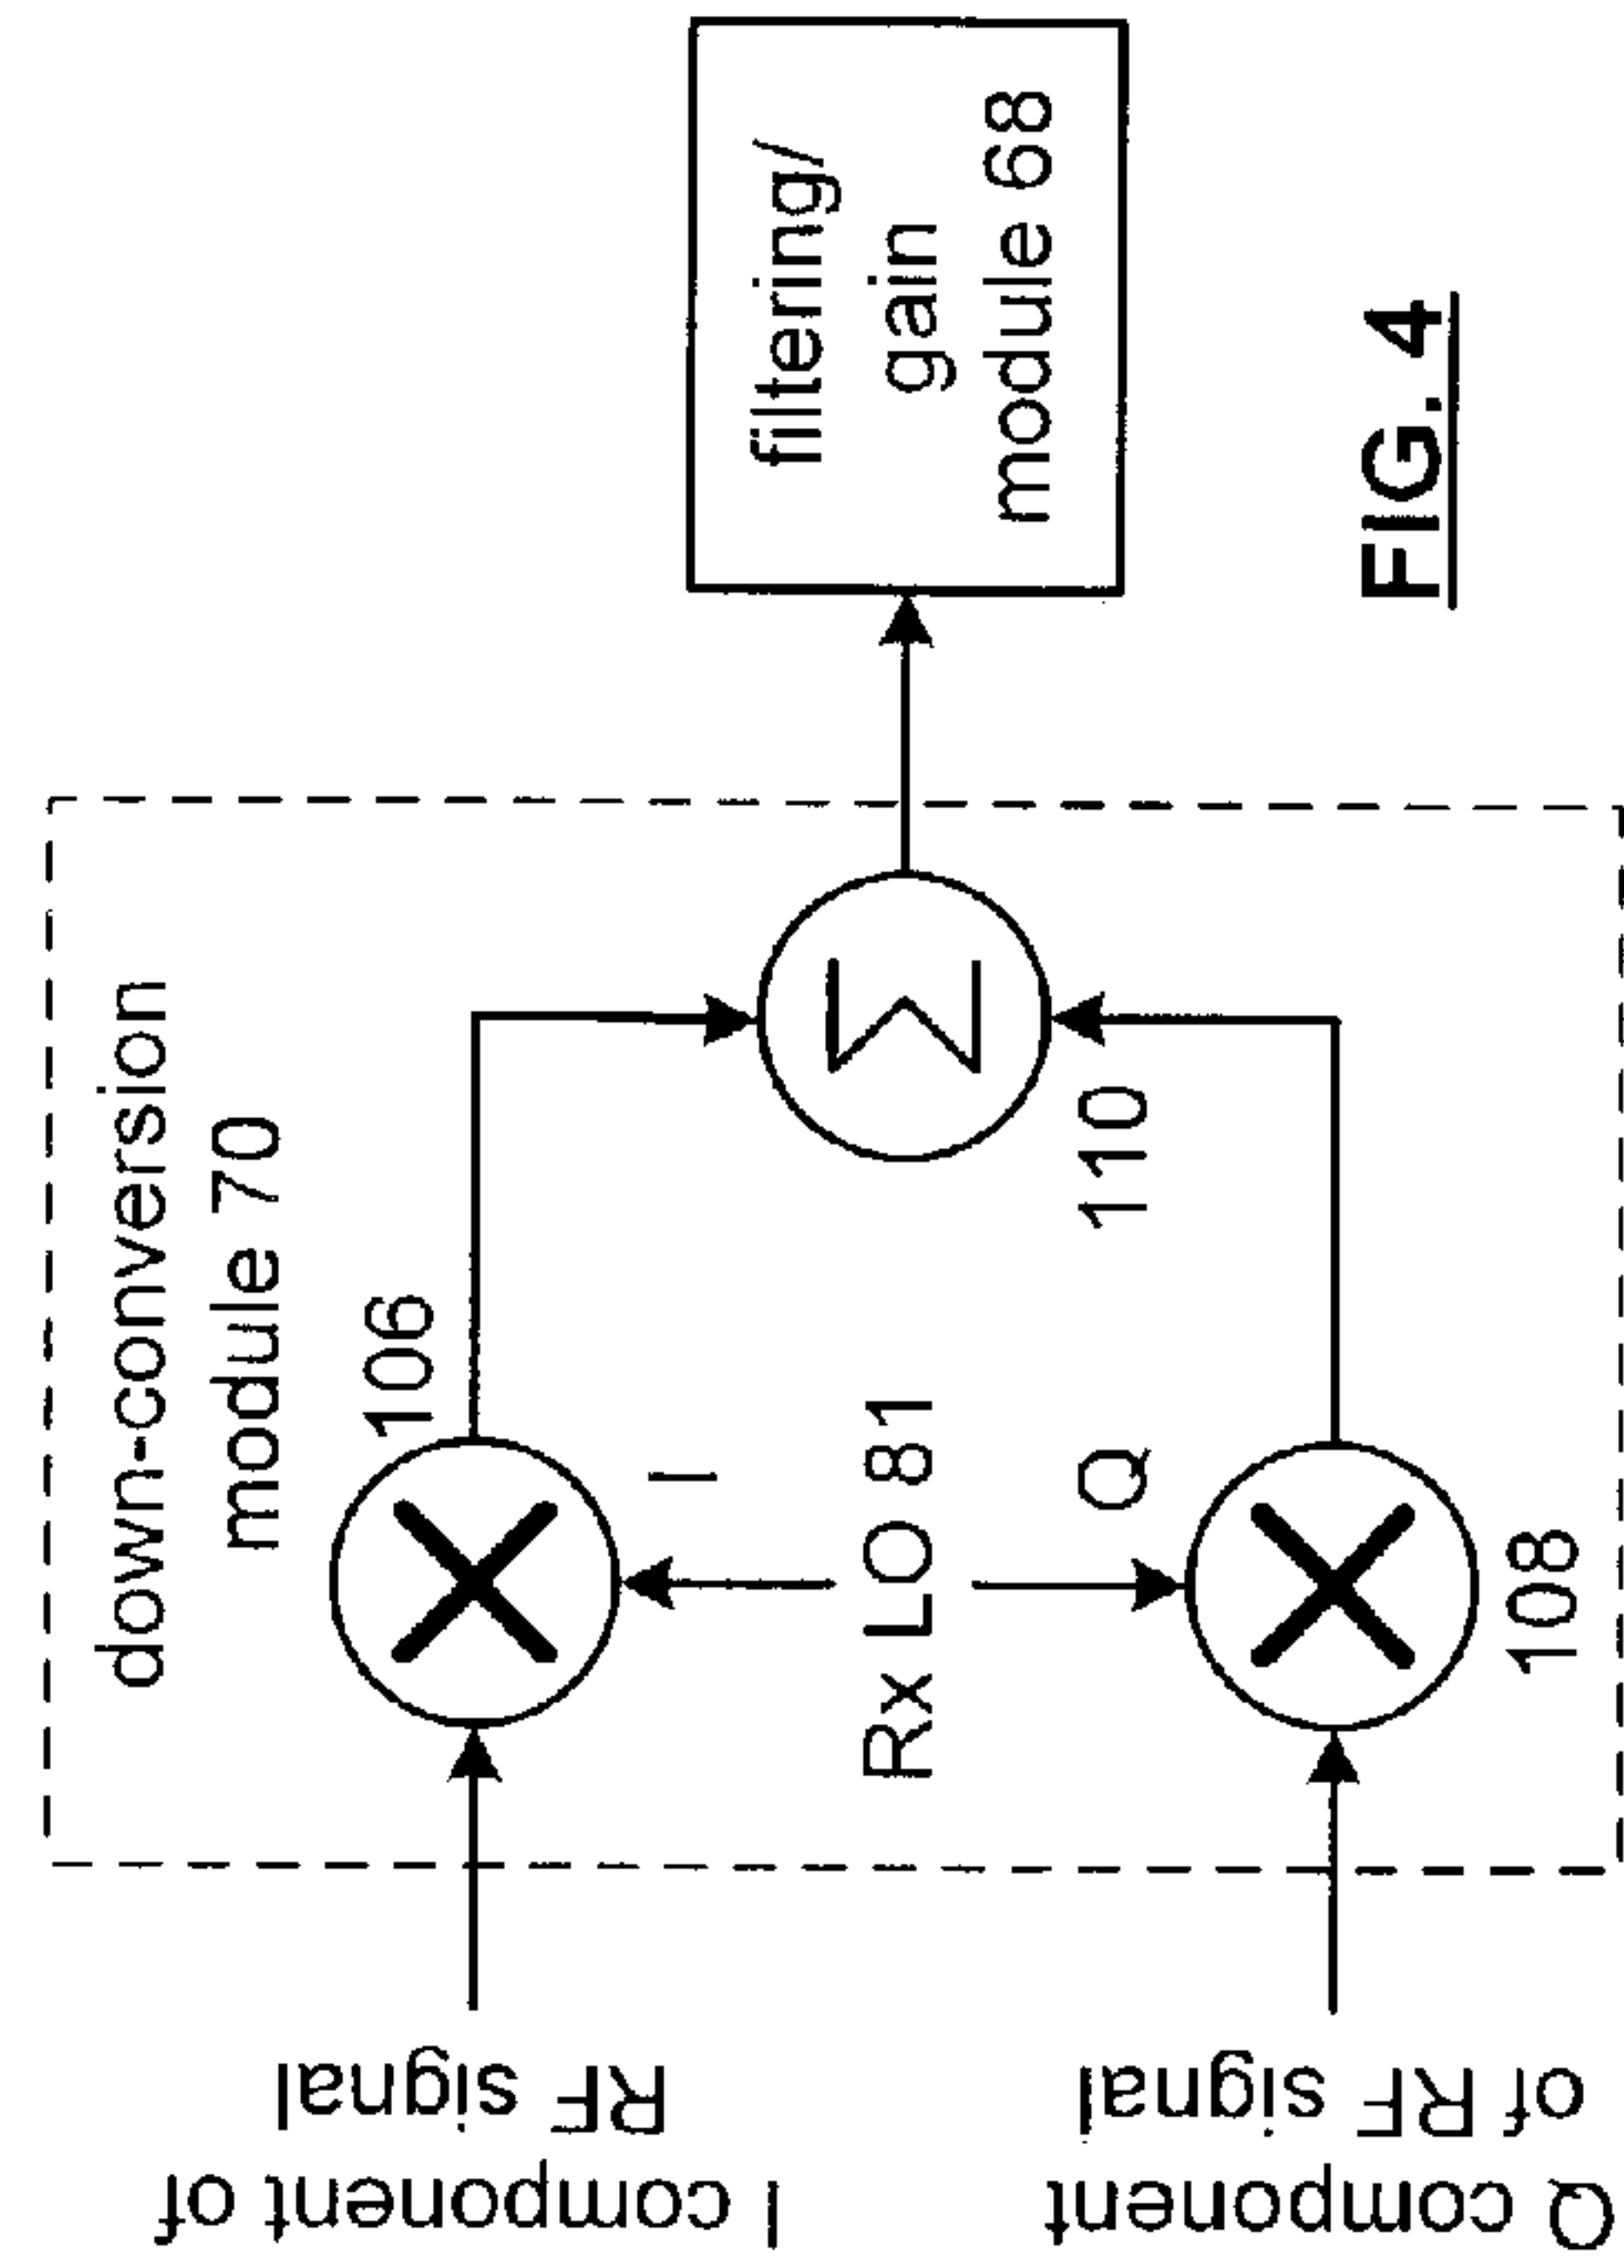 down-conversion
module 70
106
I
Rx LO 81
Q
108
110
Σ
I component of
RF signal
Q component
of RF signal
filtering/
gain
module 68
FIG. 4